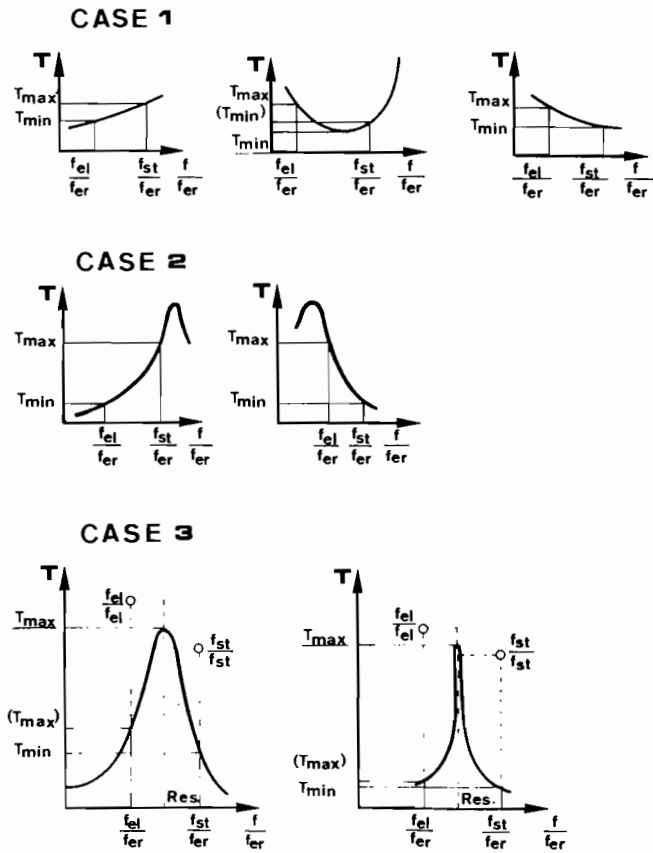 CASE 1
T
Tmax
Tmin
fel/fer fst/fer f/fer
Tmax
(Tmin)
Tmin
fel/fer fst/fer f/fer
Tmax
Tmin
fel/fer fst/fer f/fer
CASE 2
T
Tmax
Tmin
fel/fer fst/fer f/fer
Tmax
Tmin
fel/fer fst/fer f/fer
CASE 3
T
fel/fel
Tmax
fst/fst
(Tmax)
Tmin
Res.
fel/fer fst/fer f/fer
T
fel/fel
Tmax
fst/fst
(Tmax)
Tmin
Res.
fel/fer fst/fer f/fer